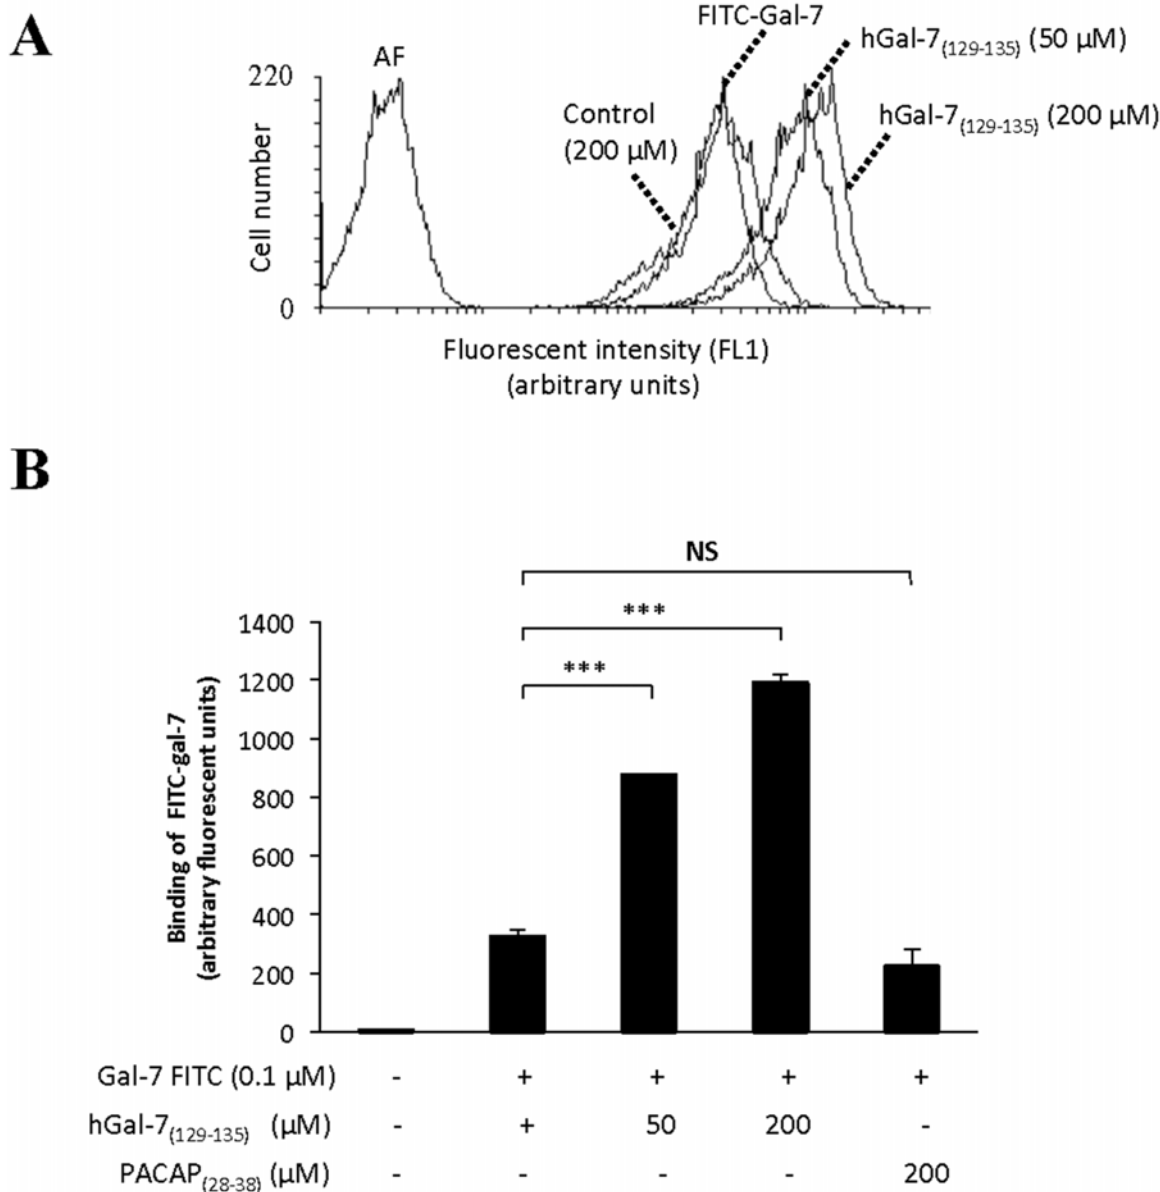 A
FITC-Gal-7
AF
hGal-7(129-135) (50 μM)
220
Control
(200 μM)
hGal-7(129-135) (200 μM)
Cell number
0
Fluorescent intensity (FL1)
(arbitrary units)
B
NS
***
***
1400
1200
1000
800
600
400
200
0
Binding of FITC-gal-7
(arbitrary fluorescent units)
Gal-7 FITC (0.1 μM) - + + + +
hGal-7(129-135) (μM) - + 50 200 -
PACAP(28-38) (μM) - - - - 200